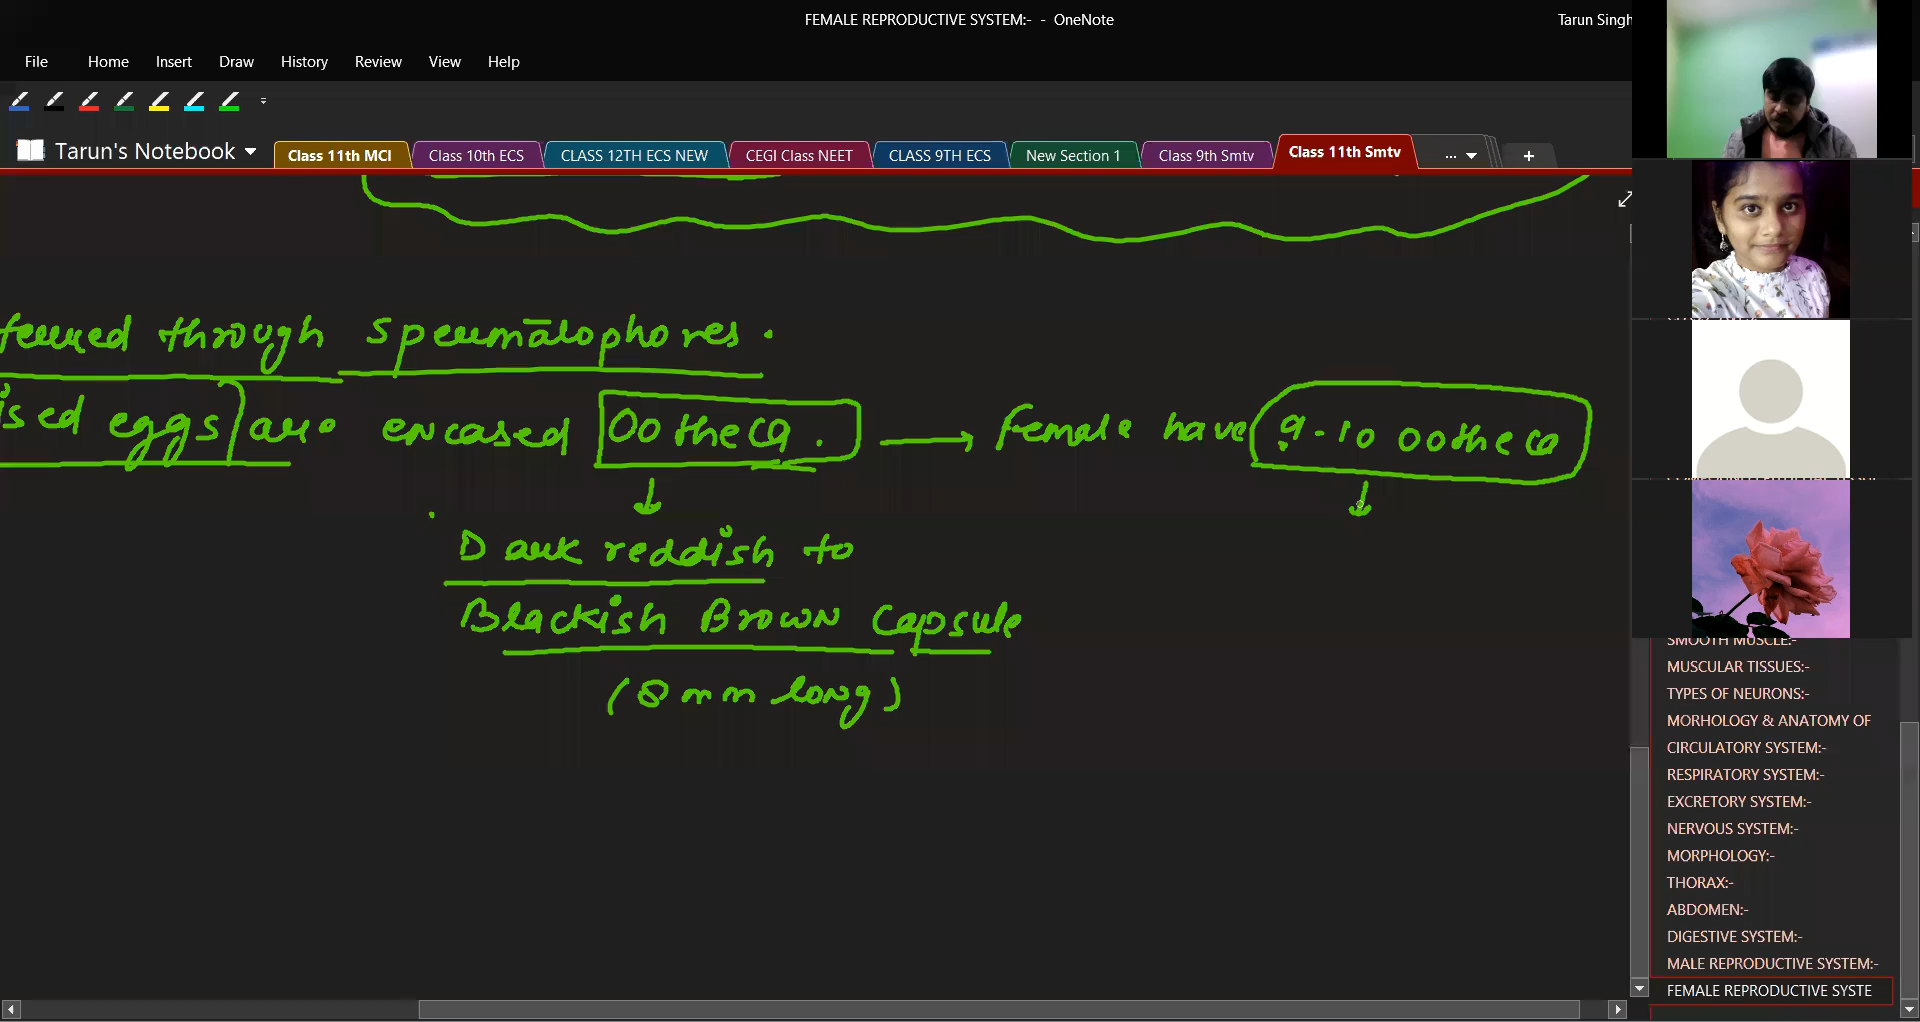 FEMALE REPRODUCTIVE SYSTEM:- - OneNote
Tarun Singh
File Home Insert Draw History Review View Help
Tarun's Notebook
Class 11th MCI
Class 10th ECS
CLASS 12TH ECS NEW
CEGI Class NEET
CLASS 9TH ECS
New Section 1
Class 9th Smtv
Class 11th Smtv
...
+
ferred through spermatophores.
ised eggs are encased Ootheca. → female have 9-10 Ootheca
↓ ↓
Dark reddish to
Blackish Brown Capsule
(8mm long)
SMOOTH MUSCLE:-
MUSCULAR TISSUES:-
TYPES OF NEURONS:-
MORHOLOGY & ANATOMY OF
CIRCULATORY SYSTEM:-
RESPIRATORY SYSTEM:-
EXCRETORY SYSTEM:-
NERVOUS SYSTEM:-
MORPHOLOGY:-
THORAX:-
ABDOMEN:-
DIGESTIVE SYSTEM:-
MALE REPRODUCTIVE SYSTEM:-
FEMALE REPRODUCTIVE SYSTE